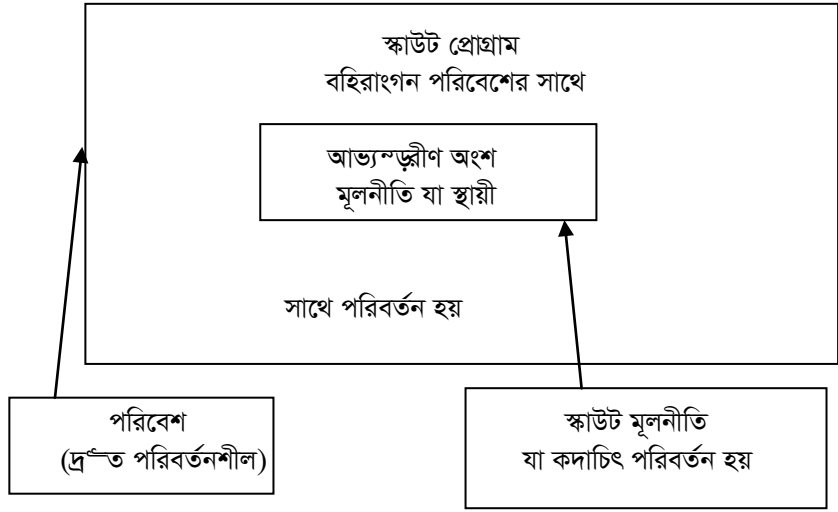 স্কাউট প্রোগ্রাম
বহিরাংগন পরিবেশের সাথে
আভ্যন্ড়রীণ অংশ
মূলনীতি যা স্থায়ী
সাথে পরিবর্তন হয়
পরিবেশ
(দ্র￢ত পরিবর্তনশীল)
স্কাউট মূলনীতি
যা কদাচিৎ পরিবর্তন হয়